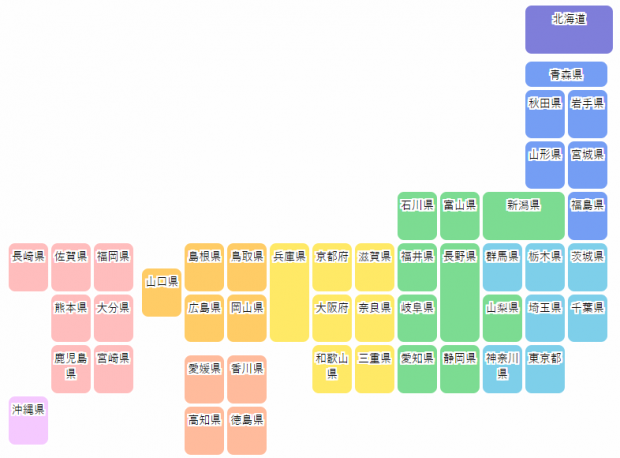 北海道
青森県
秋田県
岩手県
山形県
宮城県
石川県
富山県
新潟県
福島県
長崎県
佐賀県
福岡県
山口県
島根県
鳥取県
兵庫県
京都府
滋賀県
福井県
長野県
群馬県
栃木県
茨城県
熊本県
大分県
広島県
岡山県
大阪府
奈良県
岐阜県
山梨県
埼玉県
千葉県
鹿児島
県
宮崎県
愛媛県
香川県
和歌山
県
三重県
愛知県
静岡県
神奈川
県
東京都
沖縄県
高知県
徳島県